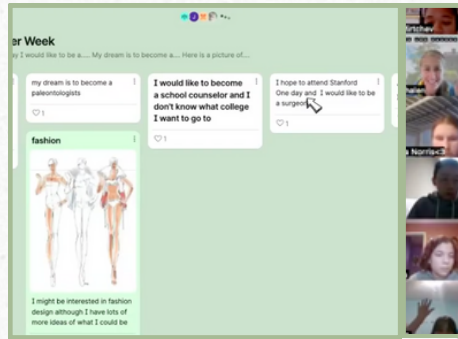 er Week
I would like to be a.... My dream is to become a.... Here is a picture of....
my dream is to become a
paleontologists
1
fashion
I might be interested in fashion
design although I have lots of
more ideas of what I could be
I would like to become
a school counselor and I
don't know what college
I want to go to
1
I hope to attend Stanford
One day and I would like to be
a surgeon
1
Norris<3